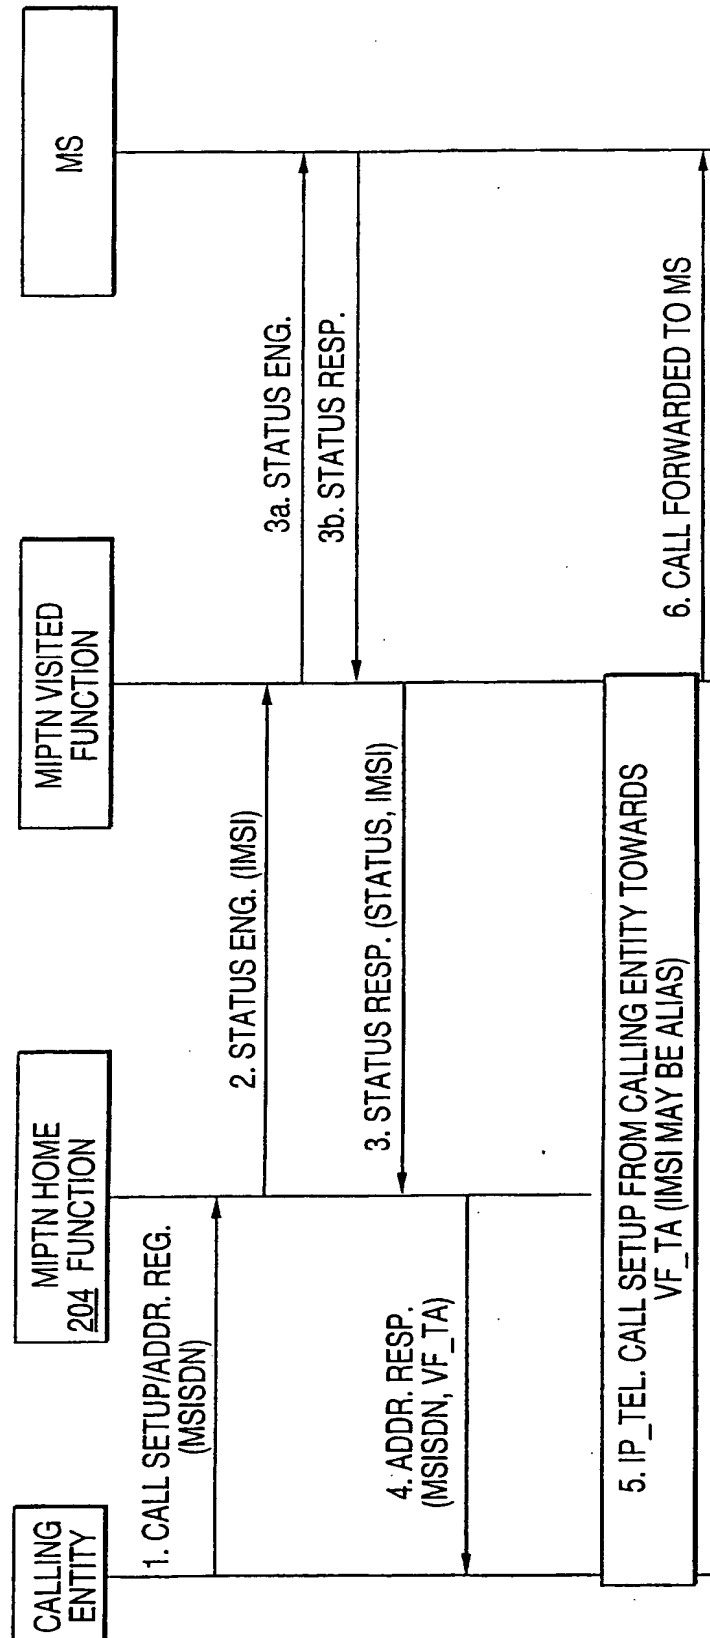 CALLING
ENTITY
MIPTN HOME
204 FUNCTION
MIPTN VISITED
FUNCTION
MS
1. CALL SETUP/ADDR. REG.
(MSISDN)
2. STATUS ENG. (IMSI)
3a. STATUS ENG.
3b. STATUS RESP.
3. STATUS RESP. (STATUS, IMSI)
4. ADDR. RESP.
(MSISDN, VF_TA)
5. IP_TEL. CALL SETUP FROM CALLING ENTITY TOWARDS
VF_TA (IMSI MAY BE ALIAS)
6. CALL FORWARDED TO MS